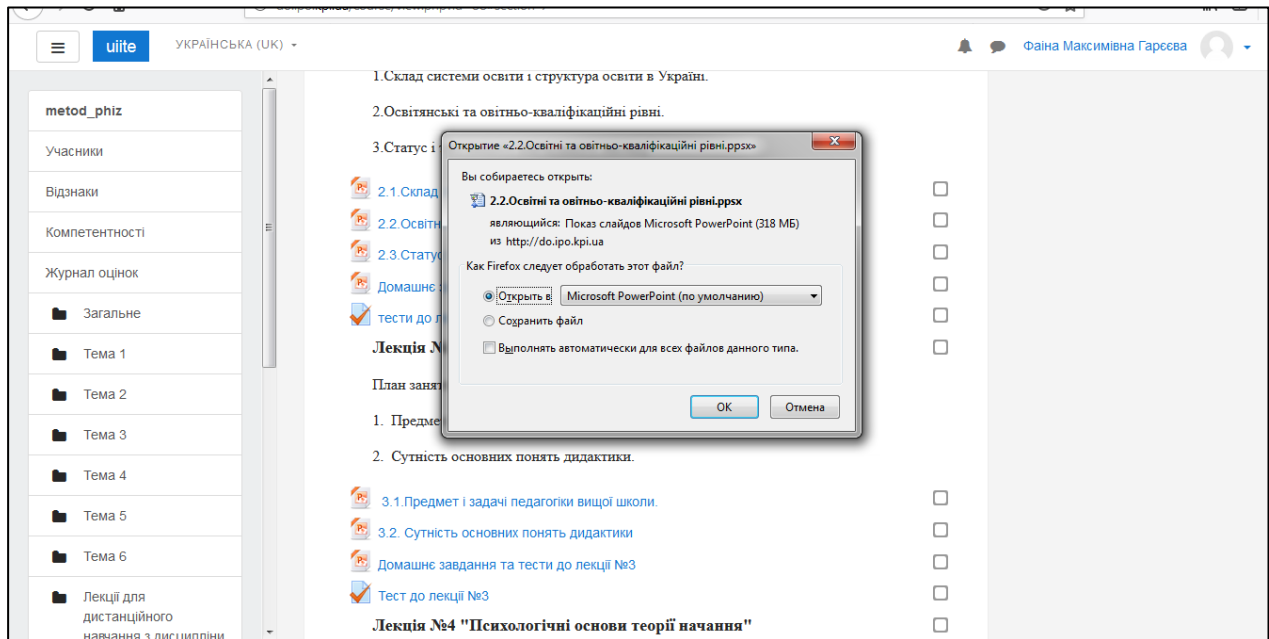 uiite
УКРАЇНСЬКА (UK)
Фаіна Максимівна Гарєєва
metod_phiz
Учасники
Відзнаки
Компетентності
Журнал оцінок
Загальне
Тема 1
Тема 2
Тема 3
Тема 4
Тема 5
Тема 6
Лекції для
дистанційного
навчання з дисципліни
1.Склад системи освіти і структура освіти в Україні.
2.Освітянські та овітньо-кваліфікаційні рівні.
3.Статус і
2.1.Склад
2.2.Освітн
2.3.Статус
Домашнє
тести до л
Лекція №
План занят
1. Предме
2. Сутність основних понять дидактики.
3.1.Предмет і задачі педагогіки вищої школи.
3.2. Сутність основних понять дидактики
Домашнє завдання та тести до лекції №3
Тест до лекції №3
Лекція №4 "Психологічні основи теорії начання"
Открытие «2.2.Освітні та овітньо-кваліфікаційні рівні.ppsx»
Вы собираетесь открыть:
2.2.Освітні та овітньо-кваліфікаційні рівні.ppsx
являющийся: Показ слайдов Microsoft PowerPoint (318 МБ)
из http://do.ipo.kpi.ua
Как Firefox следует обработать этот файл?
Открыть в Microsoft PowerPoint (по умолчанию)
Сохранить файл
Выполнять автоматически для всех файлов данного типа.
ОК Отмена